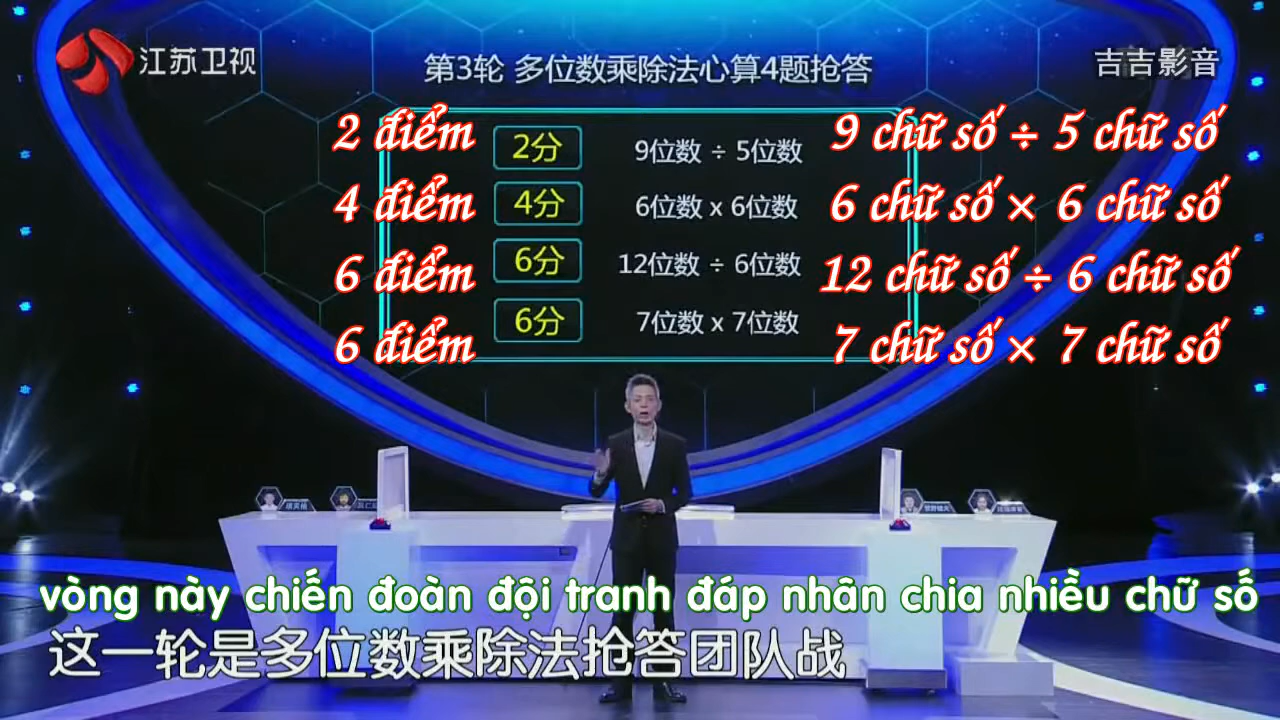 江苏卫视
吉吉影音
第3轮 多位数乘除法心算4题抢答
2 điểm
2分
9位数 ÷ 5位数
9 chữ số ÷ 5 chữ số
4 điểm
4分
6位数 x 6位数
6 chữ số × 6 chữ số
6 điểm
6分
12位数 ÷ 6位数
12 chữ số ÷ 6 chữ số
6 điểm
6分
7位数 x 7位数
7 chữ số × 7 chữ số
vòng này chiến đoàn đội tranh đáp nhân chia nhiều chữ số
这一轮是多位数乘除法抢答团队战